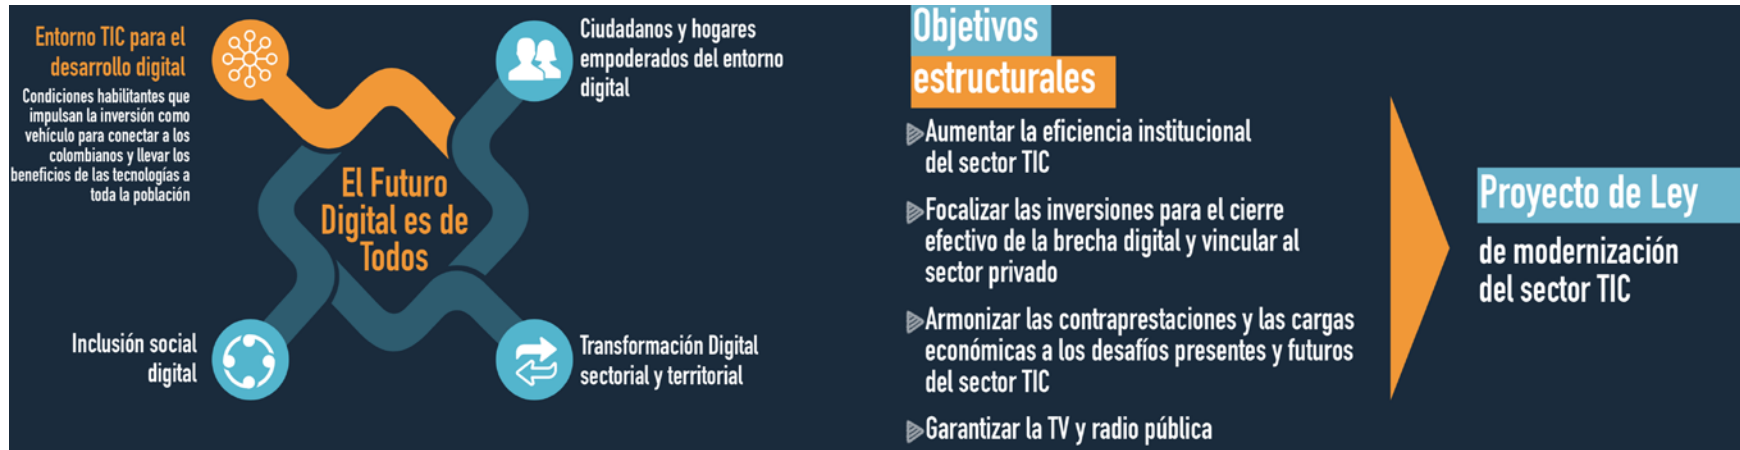 Entorno TIC para el
desarrollo digital
Condiciones habilitantes que
impulsan la inversión como
vehículo para conectar a los
colombianos y llevar los
beneficios de las tecnologías a
toda la población
Ciudadanos y hogares
empoderados del entorno
digital
El Futuro
Digital es de
Todos
Inclusión social
digital
Transformación Digital
sectorial y territorial
Objetivos
estructurales
Aumentar la eficiencia institucional
del sector TIC
Focalizar las inversiones para el cierre
efectivo de la brecha digital y vincular al
sector privado
Armonizar las contraprestaciones y las cargas
económicas a los desafíos presentes y futuros
del sector TIC
Garantizar la TV y radio pública
Proyecto de Ley
de modernización
del sector TIC